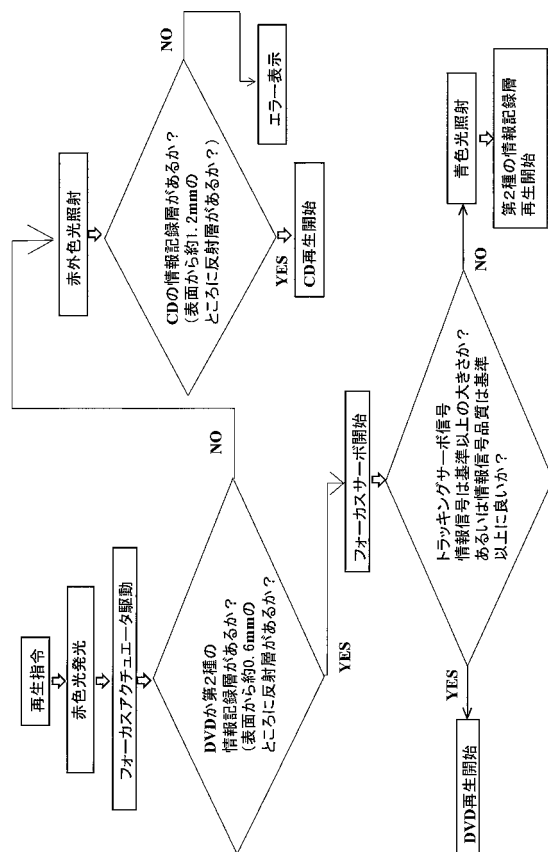 再生指令
赤色光発光
フォーカスアクチュエータ駆動
DVDか第2種の
情報記録層があるか?
(表面から約0.6mmの
ところに反射層があるか?)
NO
YES
赤外色光照射
CDの情報記録層があるか?
(表面から約1.2mmの
ところに反射層があるか?)
NO
エラー表示
YES
CD再生開始
フォーカスサーボ開始
トラッキングサーボ信号
情報信号は基準以上の大きさか?
あるいは情報信号品質は基準
以上に良いか?
YES
DVD再生開始
NO
青色光照射
第2種の情報記録層
再生開始